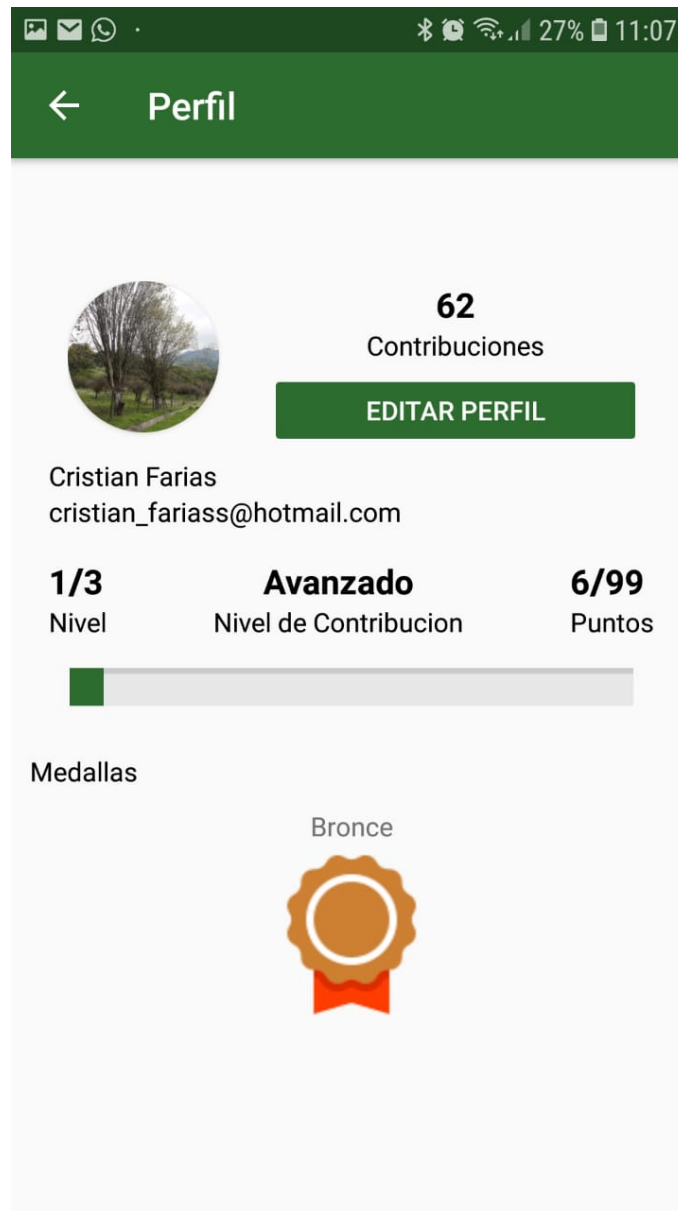 27% 11:07
Perfil
62
Contribuciones
EDITAR PERFIL
Cristian Farias
cristian_fariass@hotmail.com
1/3 Avanzado 6/99
Nivel Nivel de Contribucion Puntos
Medallas
Bronce